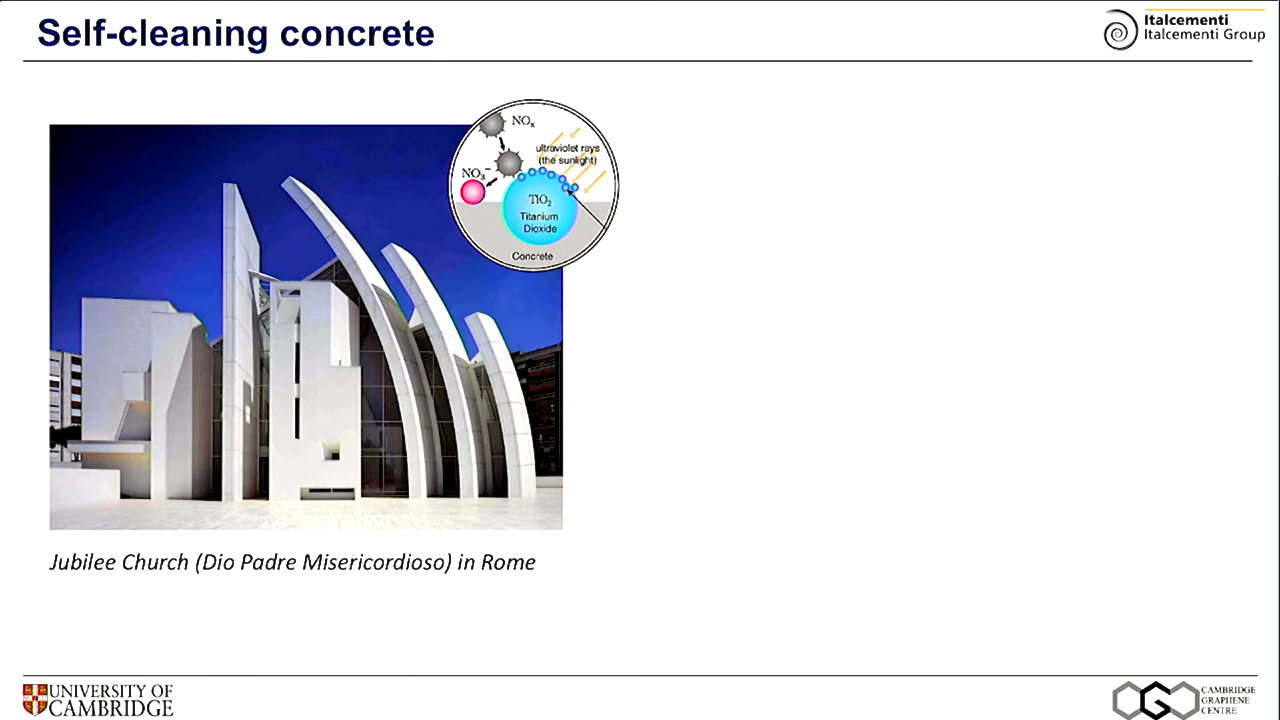 Self-cleaning concrete
Italcementi
Italcementi Group
NOx
ultraviolet rays
(the sunlight)
NO3−
TiO2
Titanium
Dioxide
Concrete
Jubilee Church (Dio Padre Misericordioso) in Rome
UNIVERSITY OF
CAMBRIDGE
CAMBRIDGE
GRAPHENE
CENTRE